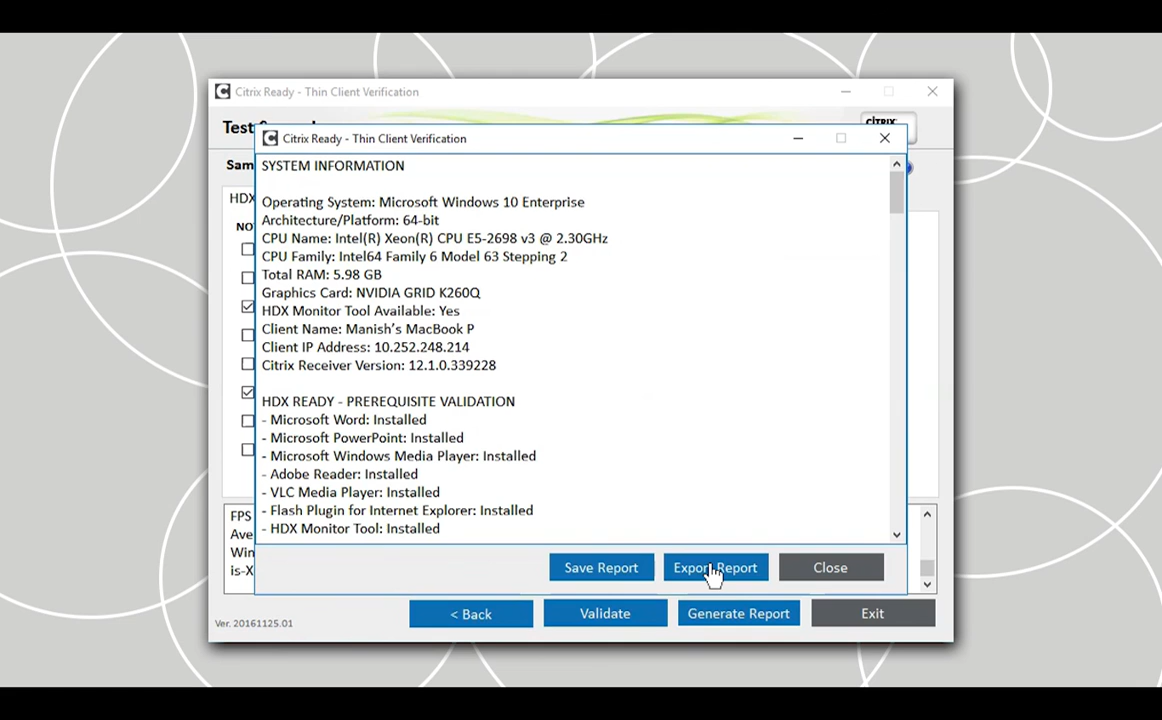 Citrix Ready - Thin Client Verification
Test
CİTRIX
Citrix Ready - Thin Client Verification
Sam
SYSTEM INFORMATION
HDX
Operating System: Microsoft Windows 10 Enterprise
Architecture/Platform: 64-bit
NO
CPU Name: Intel(R) Xeon(R) CPU E5-2698 v3 @ 2.30GHz
CPU Family: Intel64 Family 6 Model 63 Stepping 2
Total RAM: 5.98 GB
Graphics Card: NVIDIA GRID K260Q
HDX Monitor Tool Available: Yes
Client Name: Manish's MacBook P
Client IP Address: 10.252.248.214
Citrix Receiver Version: 12.1.0.339228
HDX READY - PREREQUISITE VALIDATION
- Microsoft Word: Installed
- Microsoft PowerPoint: Installed
- Microsoft Windows Media Player: Installed
- Adobe Reader: Installed
- VLC Media Player: Installed
- Flash Plugin for Internet Explorer: Installed
- HDX Monitor Tool: Installed
FPS
Ave
Win
is-X
Save Report
Export Report
Close
< Back
Validate
Generate Report
Exit
Ver. 20161125.01